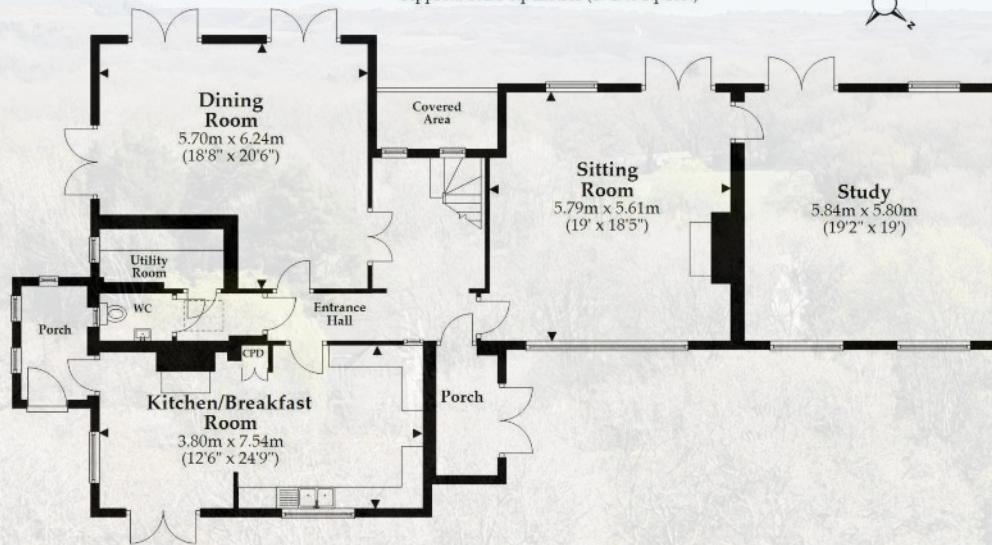 N
Dining
Room
5.70m x 6.24m
(18'8" x 20'6")
Covered
Area
Sitting
Room
5.79m x 5.61m
(19' x 18'5")
Study
5.84m x 5.80m
(19'2" x 19')
Utility
Room
WC
Entrance
Hall
Porch
CPD
Kitchen/Breakfast
Room
3.80m x 7.54m
(12'6" x 24'9")
Porch